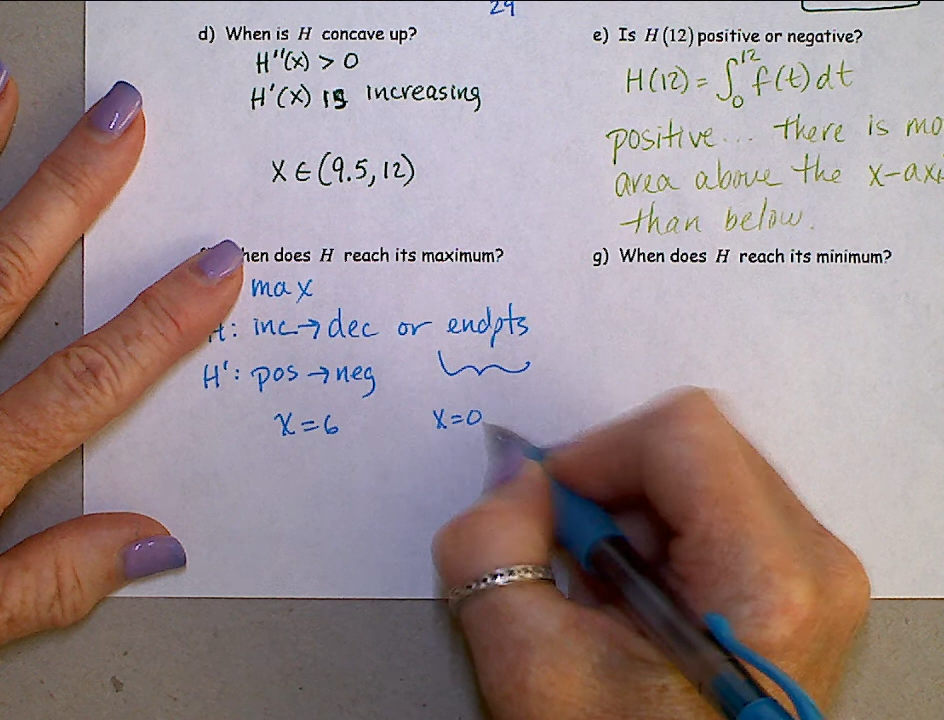 29
d) When is H concave up?
H''(x) > 0
H'(x) is increasing
x ∈ (9.5, 12)
e) Is H(12) positive or negative?
H(12) = ∫₀¹² f(t) dt
positive... there is
area above the x-axis
than below.
hen does H reach its maximum?
max
: inc → dec or endpts
H': pos → neg
x = 6 x = 0
g) When does H reach its minimum?